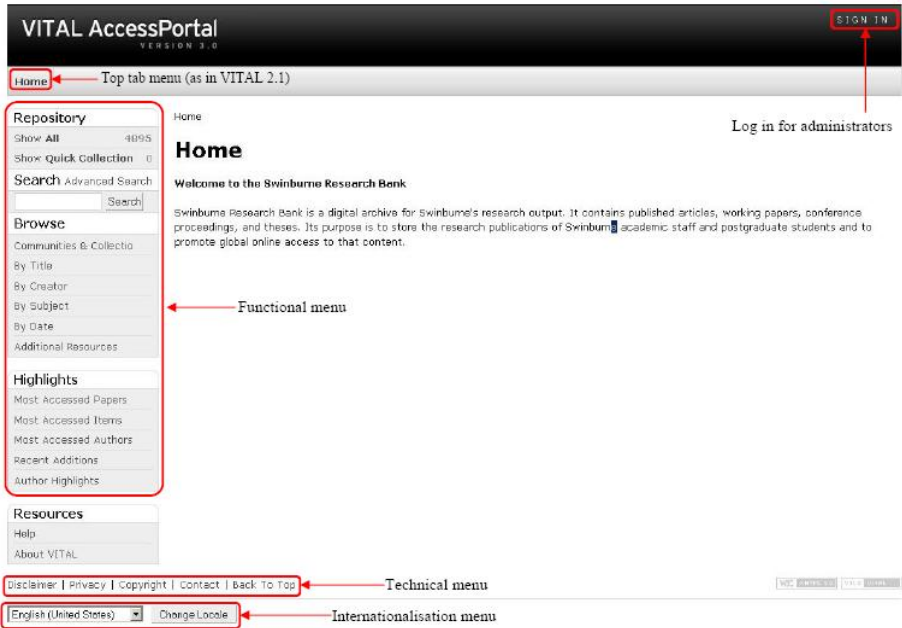 VITAL AccessPortal
VERSION 3.0
SIGN IN
Home
Top tab menu (as in VITAL 2.1)
Log in for administrators
Repository
Show All 4095
Show Quick Collection 0
Search Advanced Search
Search
Browse
Communities & Collectio
By Title
By Creator
By Subject
By Date
Additional Resources
Highlights
Most Accessed Papers
Most Accessed Items
Most Accessed Authors
Recent Additions
Author Highlights
Resources
Help
About VITAL
Home
Home
Welcome to the Swinburne Research Bank
Swinburne Research Bank is a digital archive for Swinburne's research output. It contains published articles, working papers, conference
proceedings, and theses. Its purpose is to store the research publications of Swinburne academic staff and postgraduate students and to
promote global online access to that content.
Functional menu
Disclaimer | Privacy | Copyright | Contact | Back To Top
Technical menu
English (United States)
Change Locale
Internationalisation menu